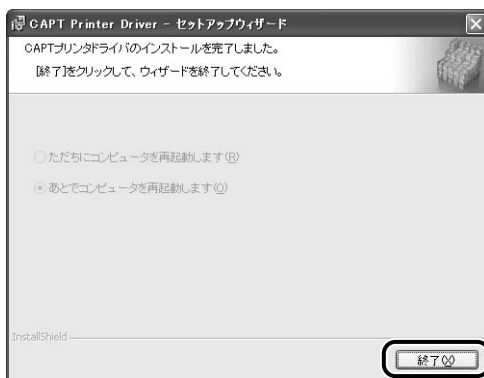 CAPT Printer Driver - セットアップウィザード
CAPTプリンタドライバのインストールを完了しました。
[終了]をクリックして、ウィザードを終了してください。
ただちにコンピュータを再起動します(R)
あとでコンピュータを再起動します(O)
InstallShield
終了(X)